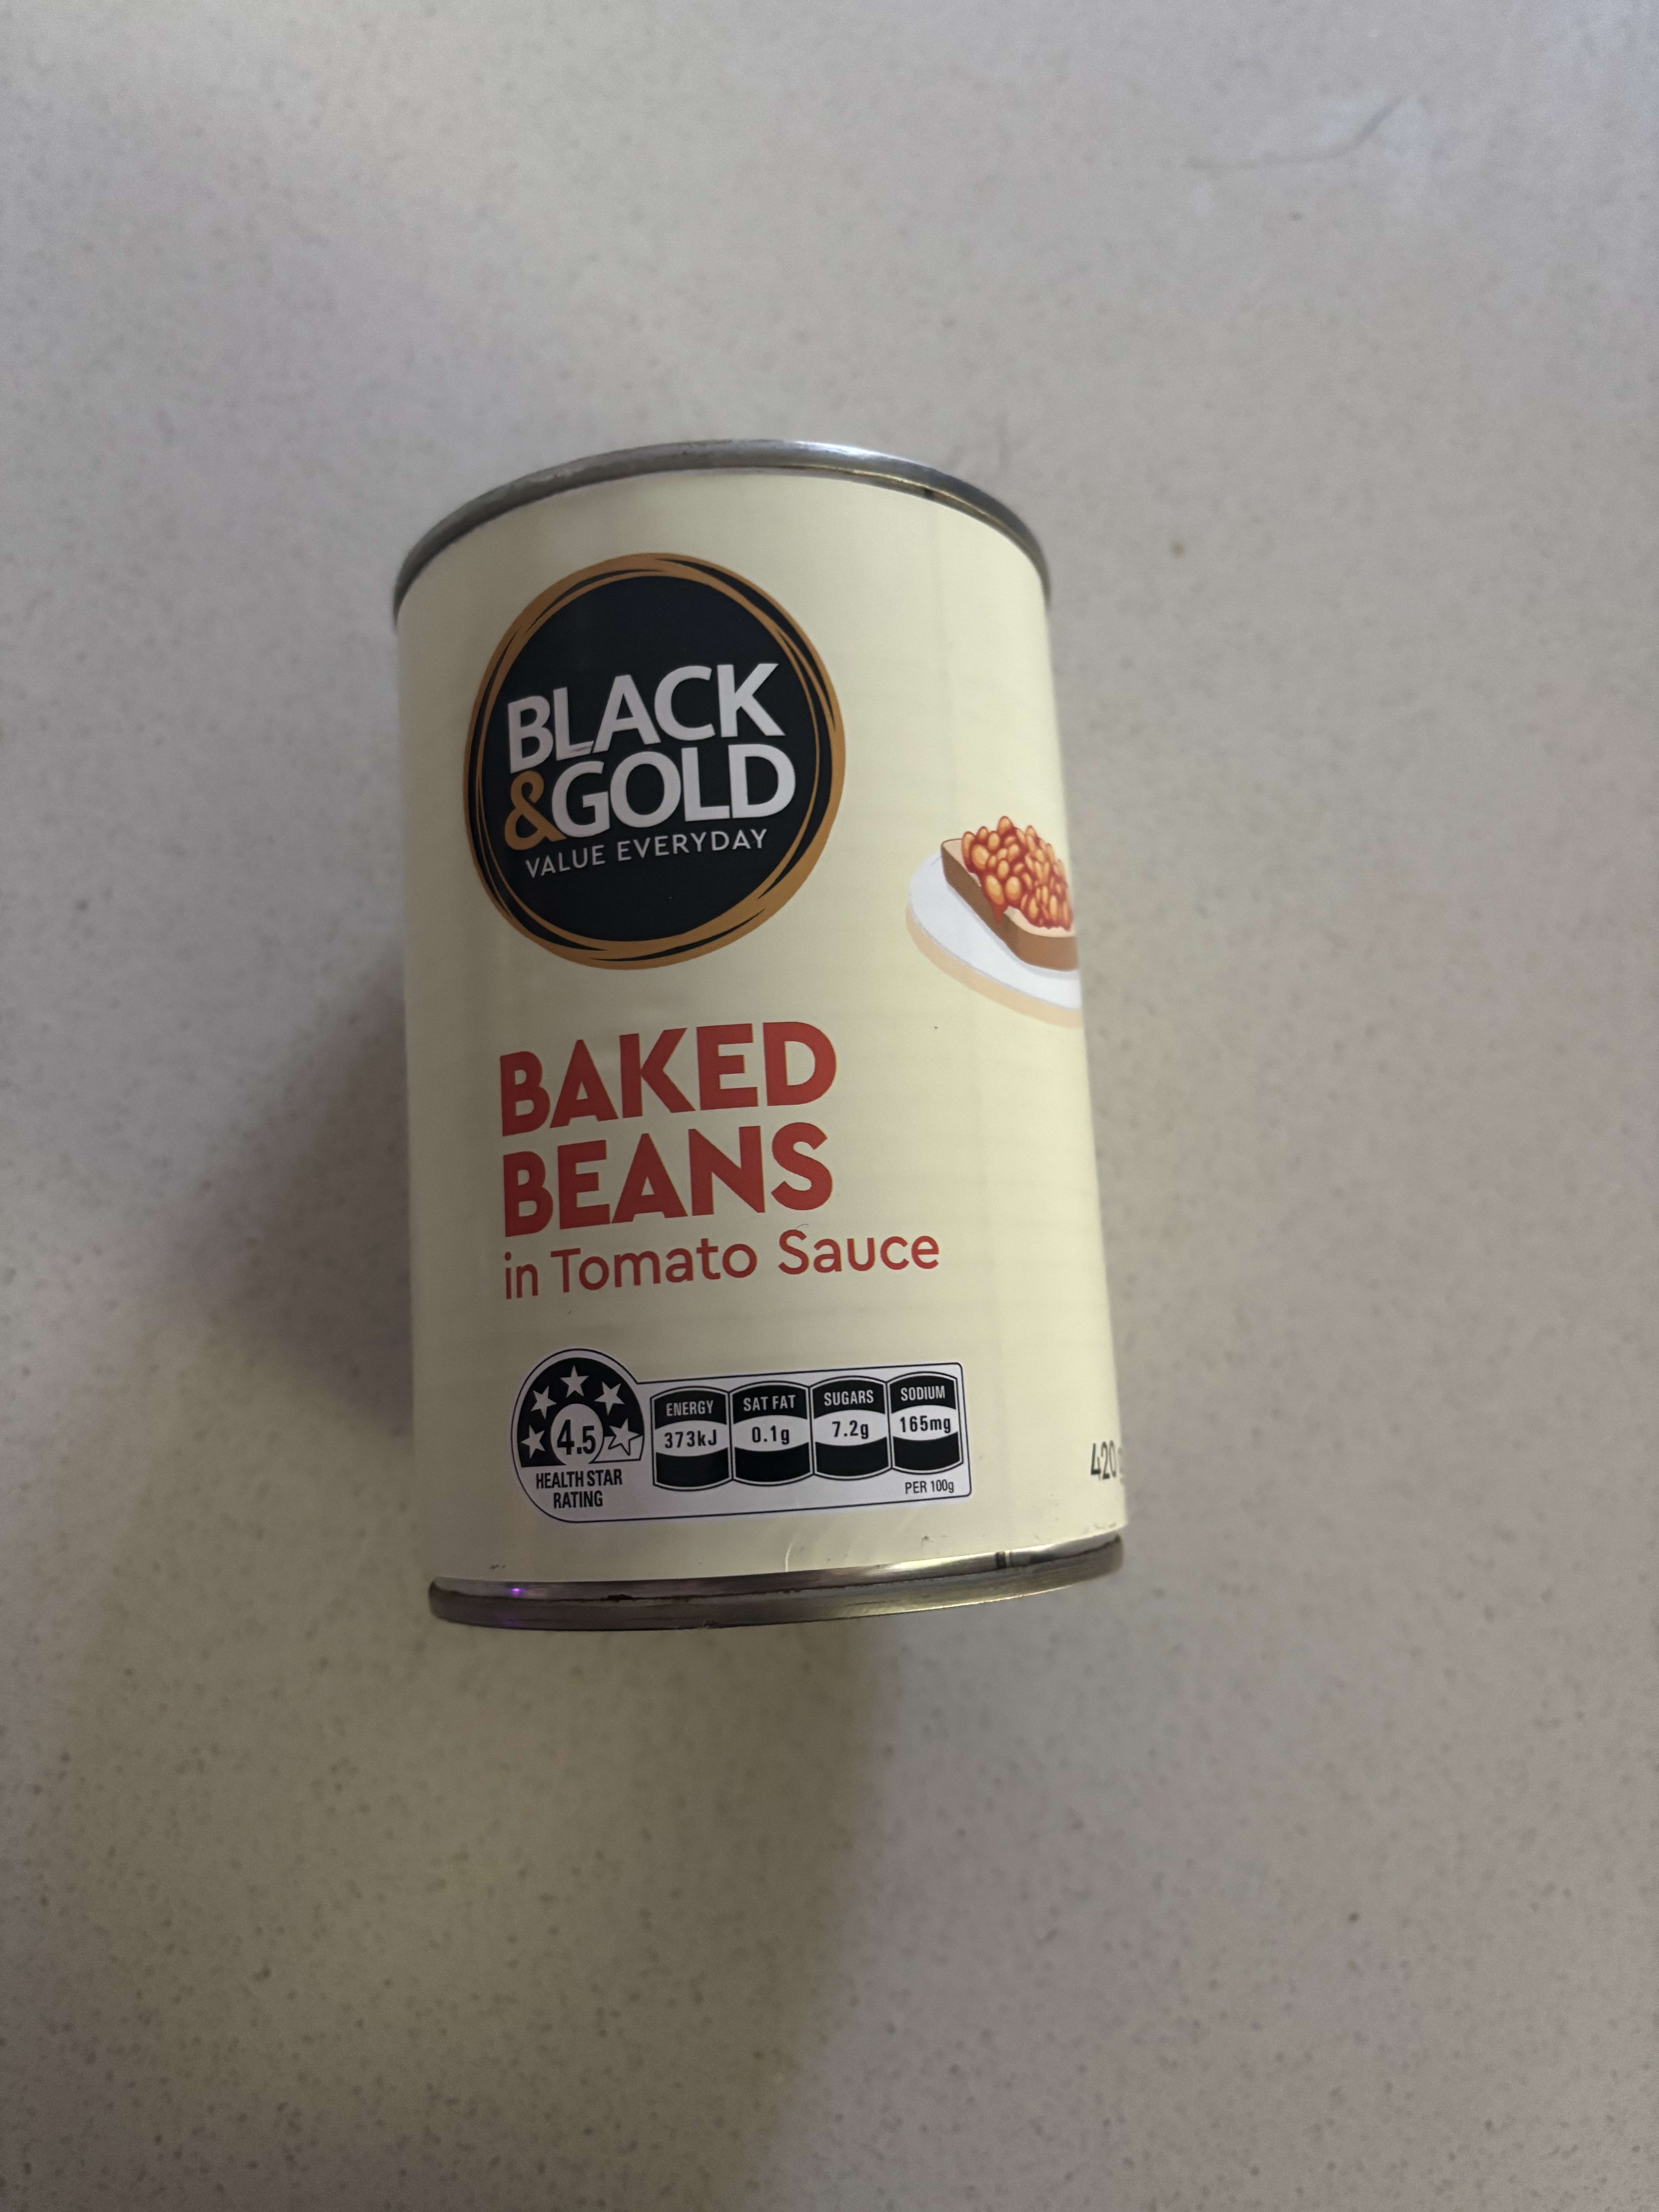 BLACK
&GOLD
VALUE EVERYDAY
BAKED
BEANS
in Tomato Sauce
4.5
HEALTH STAR
RATING
ENERGY
373kJ
SAT FAT
0.1g
SUGARS
7.2g
SODIUM
165mg
PER 100g
420 g